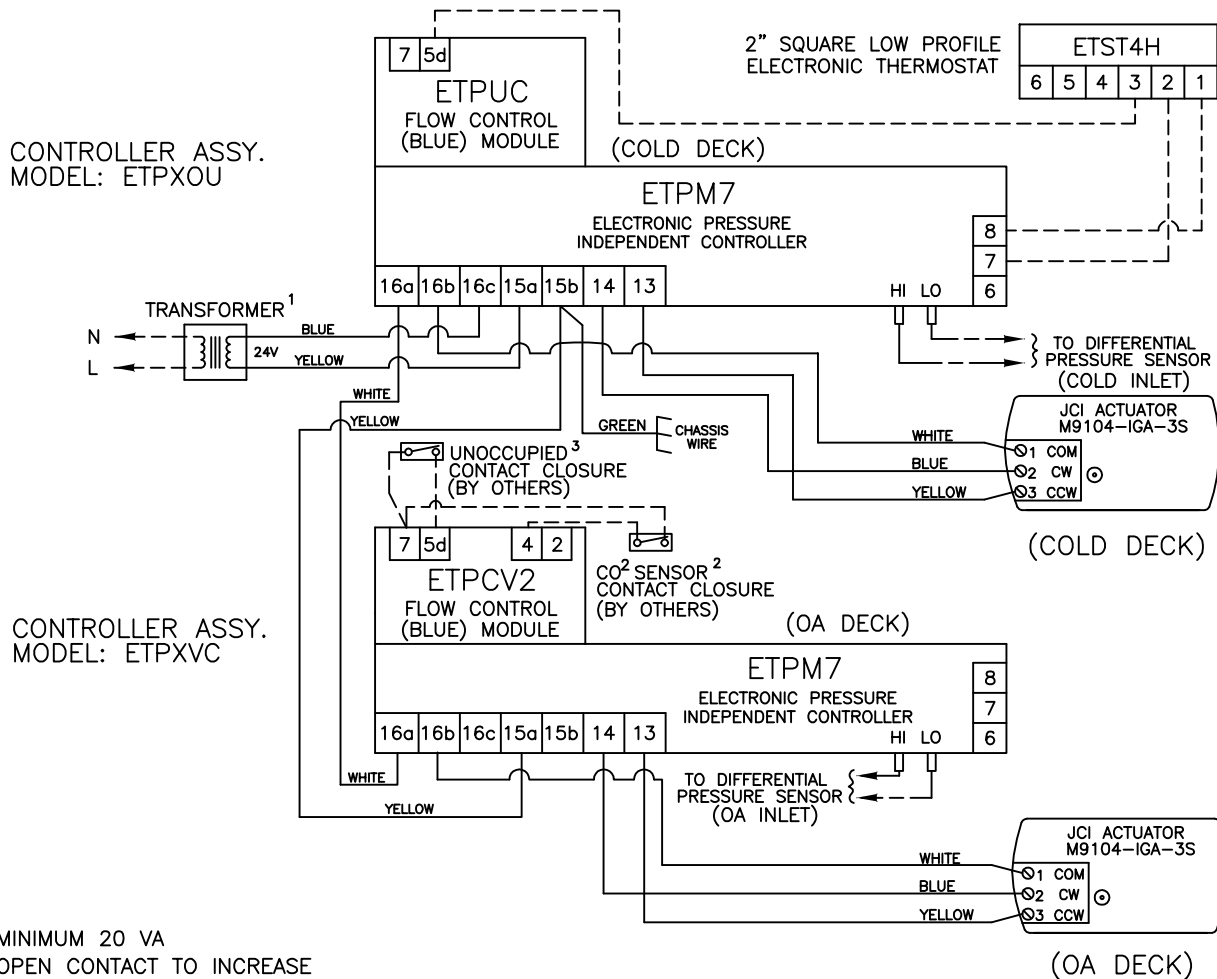 7 5d
ETPUC
FLOW CONTROL
(BLUE) MODULE
2" SQUARE LOW PROFILE
ELECTRONIC THERMOSTAT
ETST4H
6 5 4 3 2 1
CONTROLLER ASSY.
MODEL: ETPXOU
(COLD DECK)
ETPM7
ELECTRONIC PRESSURE
INDEPENDENT CONTROLLER
8
7
6
16a 16b 16c 15a 15b 14 13
HI LO
TRANSFORMER1
N
L
24V
BLUE
YELLOW
TO DIFFERENTIAL
PRESSURE SENSOR
(COLD INLET)
WHITE
YELLOW
GREEN
CHASSIS
WIRE
WHITE
BLUE
YELLOW
JCI ACTUATOR
M9104-IGA-3S
1 COM
2 CW
3 CCW
(COLD DECK)
UNOCCUPIED3
CONTACT CLOSURE
(BY OTHERS)
7 5d 4 2
ETPCV2
FLOW CONTROL
(BLUE) MODULE
CO2 SENSOR2
CONTACT CLOSURE
(BY OTHERS)
CONTROLLER ASSY.
MODEL: ETPXVC
(OA DECK)
ETPM7
ELECTRONIC PRESSURE
INDEPENDENT CONTROLLER
8
7
6
16a 16b 16c 15a 15b 14 13
HI LO
WHITE
YELLOW
TO DIFFERENTIAL
PRESSURE SENSOR
(OA INLET)
WHITE
BLUE
YELLOW
JCI ACTUATOR
M9104-IGA-3S
1 COM
2 CW
3 CCW
(OA DECK)
MINIMUM 20 VA
OPEN CONTACT TO INCREASE